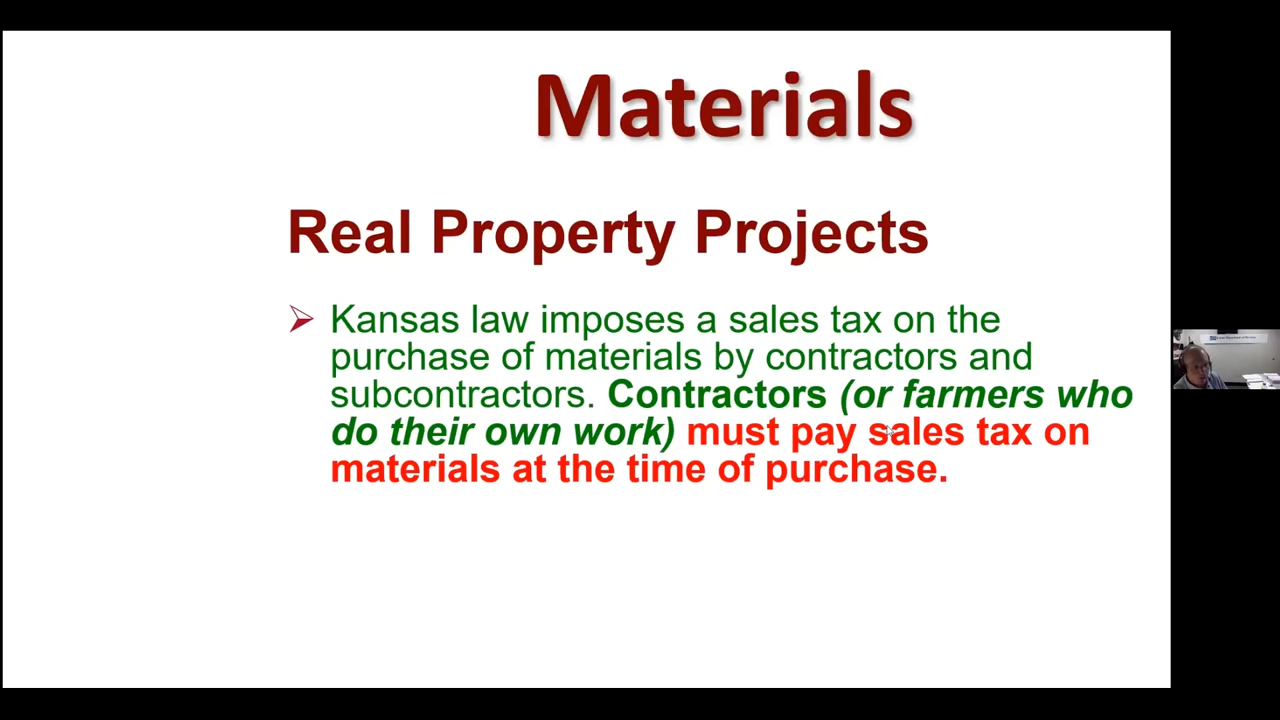 Materials
Real Property Projects
Kansas law imposes a sales tax on the
purchase of materials by contractors and
subcontractors. Contractors (or farmers who
do their own work) must pay sales tax on
materials at the time of purchase.